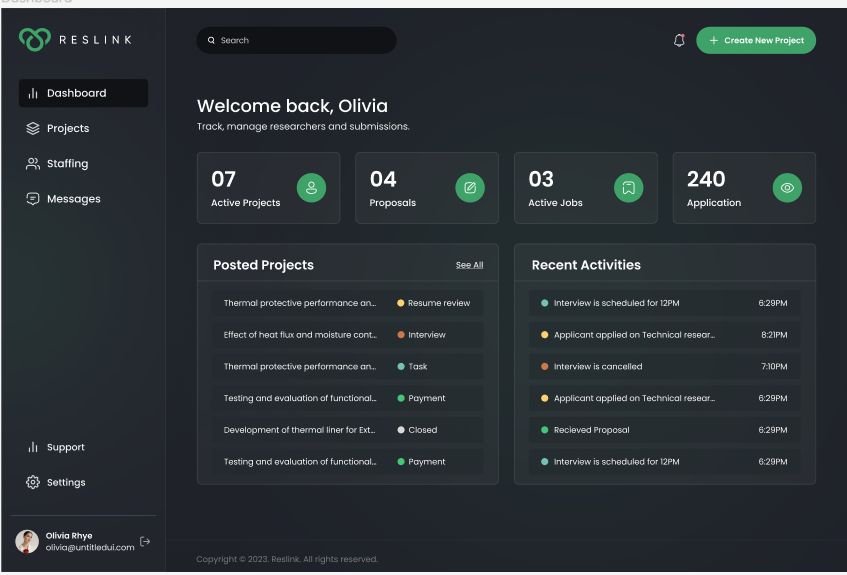 Dashboard
RESLINK
Search
Create New Project
Dashboard
Projects
Staffing
Messages
Welcome back, Olivia
Track, manage researchers and submissions.
07
Active Projects
04
Proposals
03
Active Jobs
240
Application
Posted Projects
See All
Thermal protective performance an... Resume review
Effect of heat flux and moisture cont... Interview
Thermal protective performance an... Task
Testing and evaluation of functional... Payment
Development of thermal liner for Ext... Closed
Testing and evaluation of functional... Payment
Recent Activities
Interview is scheduled for 12PM 6:29PM
Applicant applied on Technical resear... 8:21PM
Interview is cancelled 7:10PM
Applicant applied on Technical resear... 6:29PM
Recieved Proposal 6:29PM
Interview is scheduled for 12PM 6:29PM
Support
Settings
Olivia Rhye
olivia@untitledui.com
Copyright © 2023. Reslink. All rights reserved.